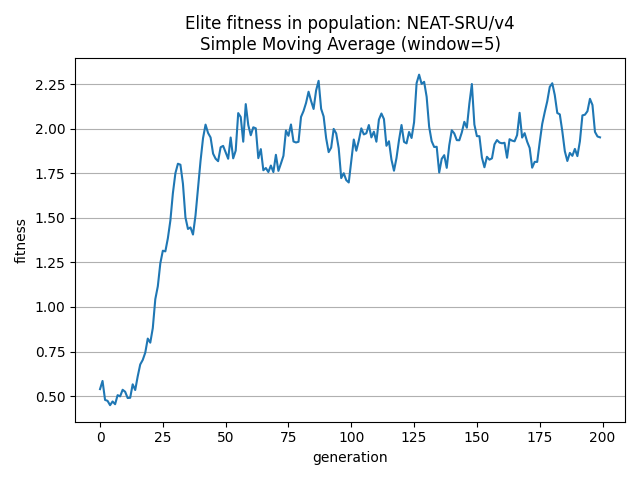 Elite fitness in population: NEAT-SRU/v4
Simple Moving Average (window=5)
2.25
2.00
1.75
1.50
1.25
1.00
0.75
0.50
fitness
0 25 50 75 100 125 150 175 200
generation